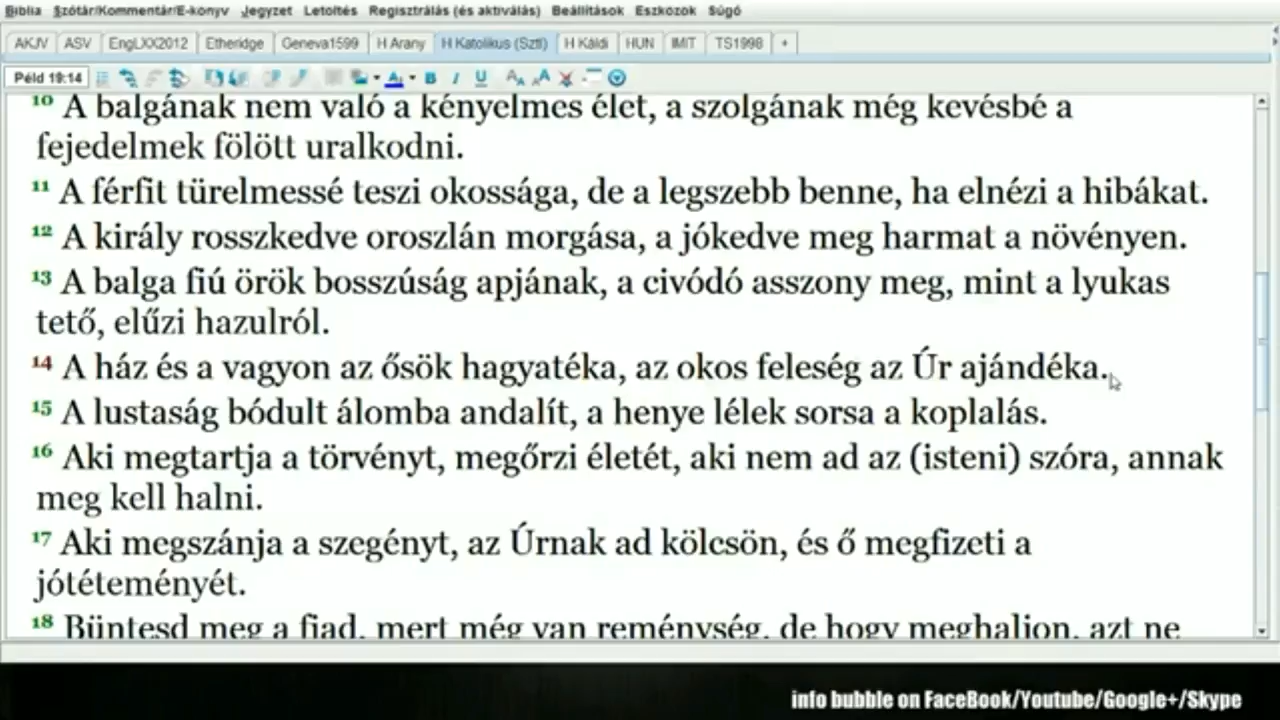 Biblia Szótár/Kommentár/E-könyv Jegyzet Letöltés Regisztrálás (és aktiválás) Beállítások Eszközök Súgó
AKJV ASV EngLXX2012 Etheridge Geneva1599 H Arany H Katolikus (SztI) H Káldi HUN IMIT TS1998 +
Péld 19:14
10 A balgának nem való a kényelmes élet, a szolgának még kevésbé a
fejedelmek fölött uralkodni.
11 A férfit türelmessé teszi okossága, de a legszebb benne, ha elnézi a hibákat.
12 A király rosszkedve oroszlán morgása, a jókedve meg harmat a növényen.
13 A balga fiú örök bosszúság apjának, a civódó asszony meg, mint a lyukas
tető, elűzi hazulról.
14 A ház és a vagyon az ősök hagyatéka, az okos feleség az Úr ajándéka.
15 A lustaság bódult álomba andalít, a henye lélek sorsa a koplalás.
16 Aki megtartja a törvényt, megőrzi életét, aki nem ad az (isteni) szóra, annak
meg kell halni.
17 Aki megszánja a szegényt, az Úrnak ad kölcsön, és ő megfizeti a
jótéteményét.
18 Büntesd meg a fiad, mert még van reménység, de hogy meghaljon, azt ne
info bubble on FaceBook/Youtube/Google+/Skype